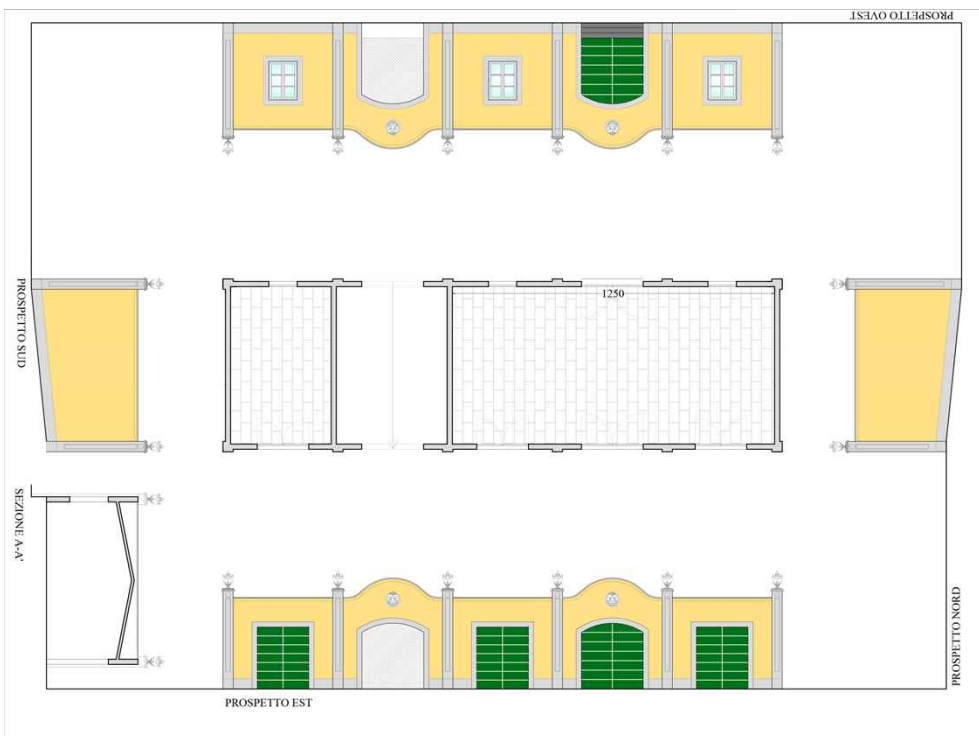 PROSPETTO OVEST
PROSPETTO SUD
1250
SEZIONE A-A'
PROSPETTO NORD
PROSPETTO EST